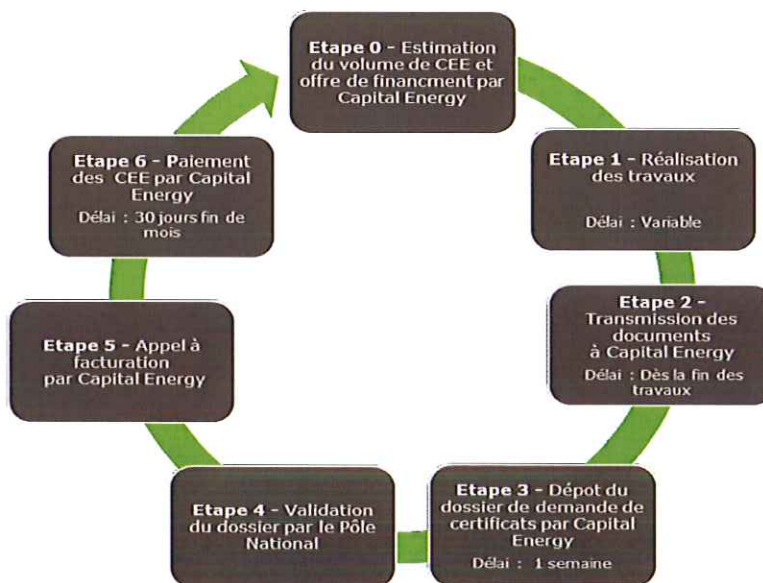 Etape 0 - Estimation
du volume de CEE et
offre de financment par
Capital Energy
Etape 1 - Réalisation
des travaux
Délai : Variable
Etape 2 -
Transmission des
documents
à Capital Energy
Délai : Dès la fin des
travaux
Etape 3 - Dépot du
dossier de demande de
certificats par Capital
Energy
Délai : 1 semaine
Etape 4 - Validation
du dossier par le Pôle
National
Etape 5 - Appel à
facturation
par Capital Energy
Etape 6 - Paiement
des CEE par Capital
Energy
Délai : 30 jours fin de
mois